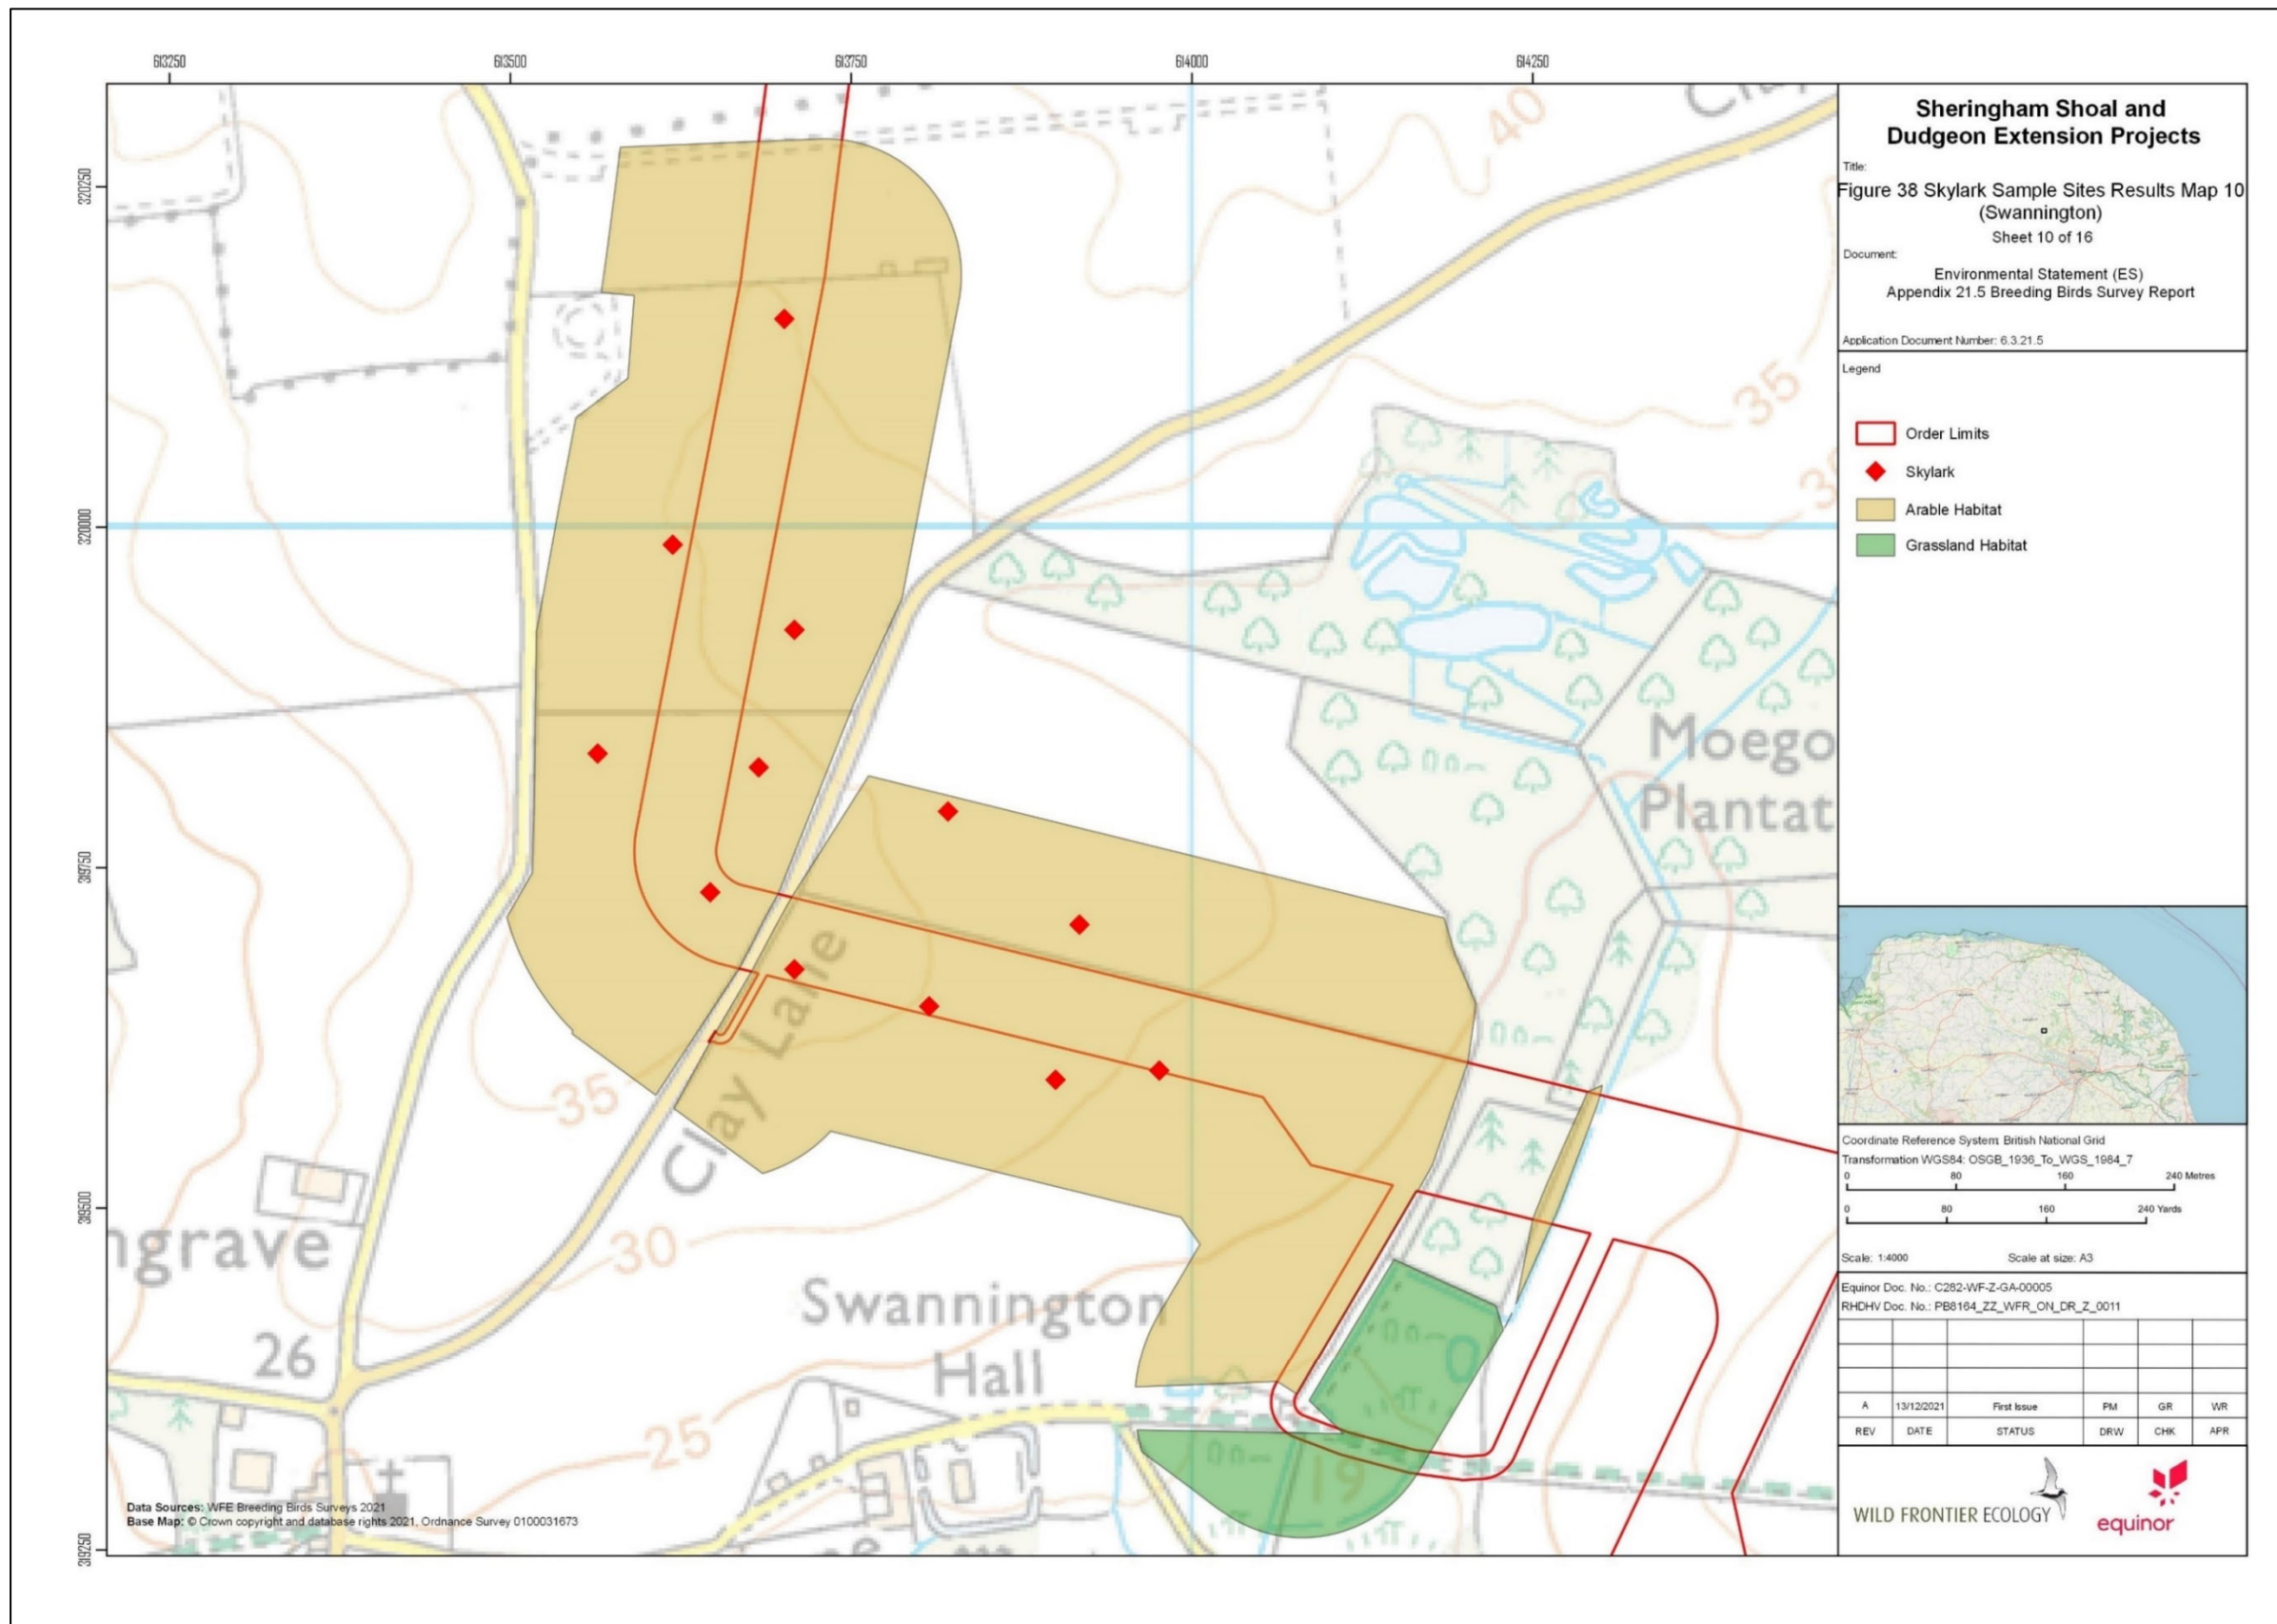 613250 613500 613750 614000 614250
320250
320000
319750
319500
319250
40
35
35
30
25
26
19
Moego
Plantat
Clay Lane
ngrave
Swannington
Hall
Data Sources: WFE Breeding Birds Surveys 2021
Base Map: © Crown copyright and database rights 2021, Ordnance Survey 0100031673
Sheringham Shoal and
Dudgeon Extension Projects
Title:
Figure 38 Skylark Sample Sites Results Map 10
(Swannington)
Sheet 10 of 16
Document:
Environmental Statement (ES)
Appendix 21.5 Breeding Birds Survey Report
Application Document Number: 6.3.21.5
Legend
Order Limits
Skylark
Arable Habitat
Grassland Habitat
Coordinate Reference System: British National Grid
Transformation WGS84: OSGB_1936_To_WGS_1984_7
0 80 160 240 Metres
0 80 160 240 Yards
Scale: 1:4000 Scale at size: A3
Equinor Doc. No.: C282-WF-Z-GA-00005
RHDHV Doc. No.: PB8164_ZZ_WFR_ON_DR_Z_0011
A 13/12/2021 First Issue PM GR WR
REV DATE STATUS DRW CHK APR
WILD FRONTIER ECOLOGY
equinor